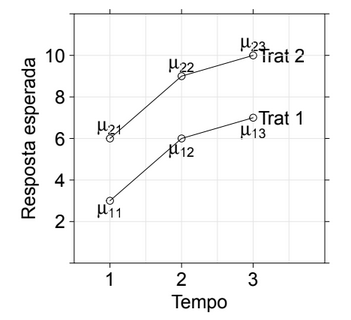 Resposta esperada
10
8
6
4
2
μ23
Trat 2
μ22
μ21
Trat 1
μ13
μ12
μ11
1 2 3
Tempo